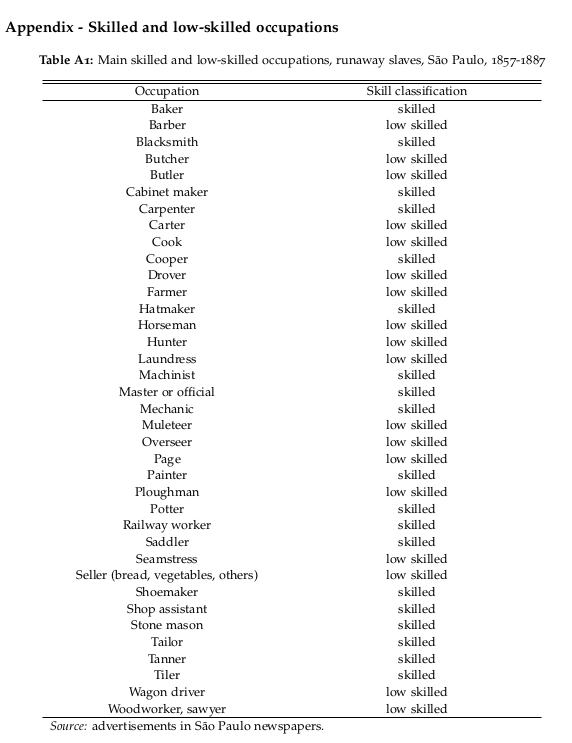 Appendix - Skilled and low-skilled occupations
Table A1: Main skilled and low-skilled occupations, runaway slaves, São Paulo, 1857-1887
Occupation Skill classification
Baker skilled
Barber low skilled
Blacksmith skilled
Butcher low skilled
Butler low skilled
Cabinet maker skilled
Carpenter skilled
Carter low skilled
Cook low skilled
Cooper skilled
Drover low skilled
Farmer low skilled
Hatmaker skilled
Horseman low skilled
Hunter low skilled
Laundress low skilled
Machinist skilled
Master or official skilled
Mechanic skilled
Muleteer low skilled
Overseer low skilled
Page low skilled
Painter skilled
Ploughman low skilled
Potter skilled
Railway worker skilled
Saddler skilled
Seamstress low skilled
Seller (bread, vegetables, others) low skilled
Shoemaker skilled
Shop assistant skilled
Stone mason skilled
Tailor skilled
Tanner skilled
Tiler skilled
Wagon driver low skilled
Woodworker, sawyer low skilled
Source: advertisements in São Paulo newspapers.